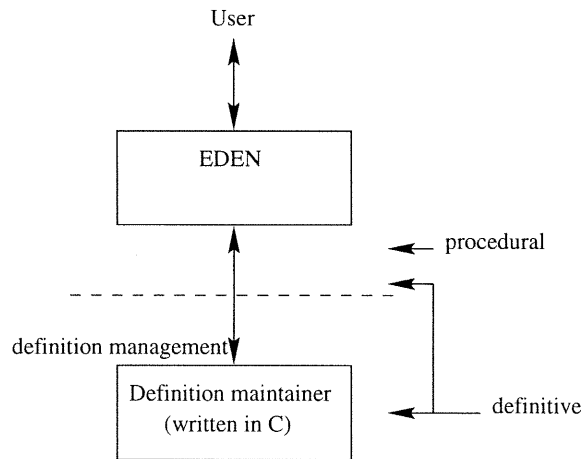 User
EDEN
procedural
definition management
Definition maintainer
(written in C)
definitive